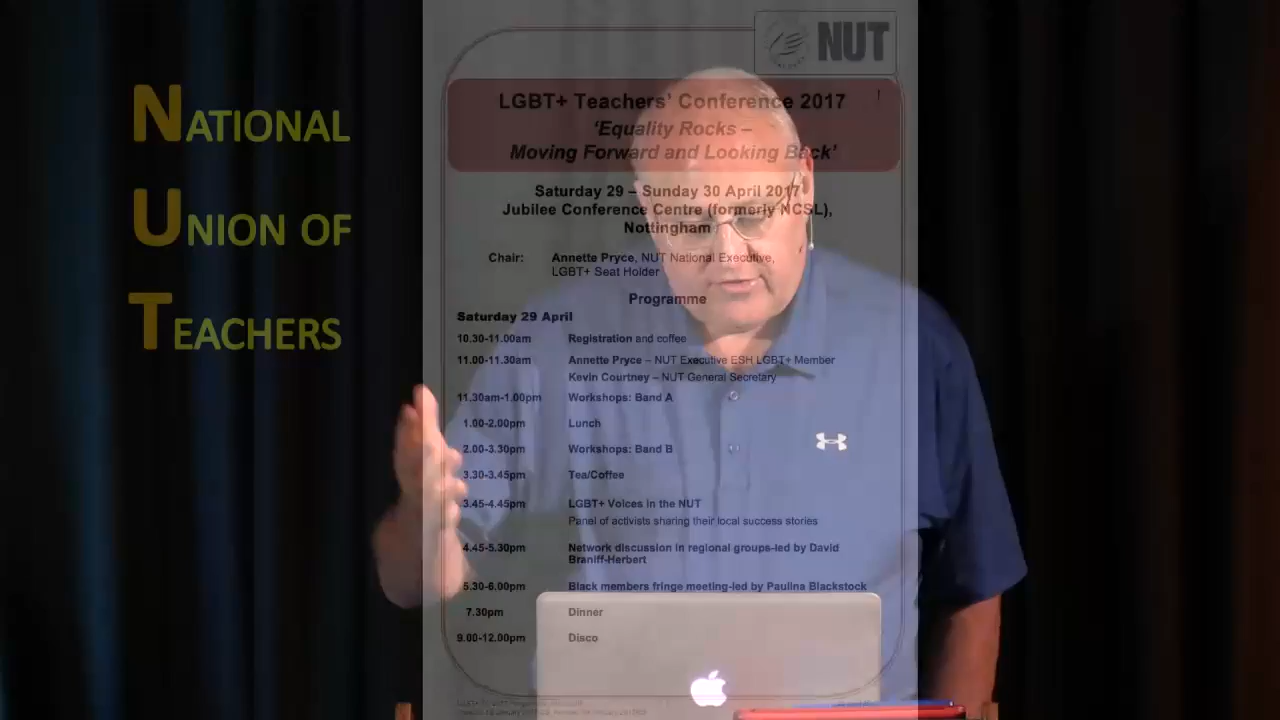 NATIONAL
UNION OF
TEACHERS
NUT
LGBT+ Teachers' Conference 2017
'Equality Rocks –
Moving Forward and Looking Back'
Saturday 29 – Sunday 30 April 2017
Jubilee Conference Centre (formerly NCSL),
Nottingham
Chair: Annette Pryce, NUT National Executive,
LGBT+ Seat Holder
Programme
Saturday 29 April
10.30-11.00am Registration and coffee
11.00-11.30am Annette Pryce – NUT Executive ESH LGBT+ Member
Kevin Courtney – NUT General Secretary
11.30am-1.00pm Workshops: Band A
1.00-2.00pm Lunch
2.00-3.30pm Workshops: Band B
3.30-3.45pm Tea/Coffee
3.45-4.45pm LGBT+ Voices in the NUT
Panel of activists sharing their local success stories
4.45-5.30pm Network discussion in regional groups-led by David
Braniff-Herbert
5.30-6.00pm Black members fringe meeting-led by Paulina Blackstock
7.30pm Dinner
9.00-12.00pm Disco